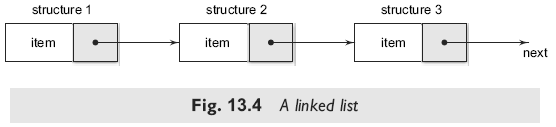 structure 1 structure 2 structure 3
item item item
next
Fig. 13.4 A linked list